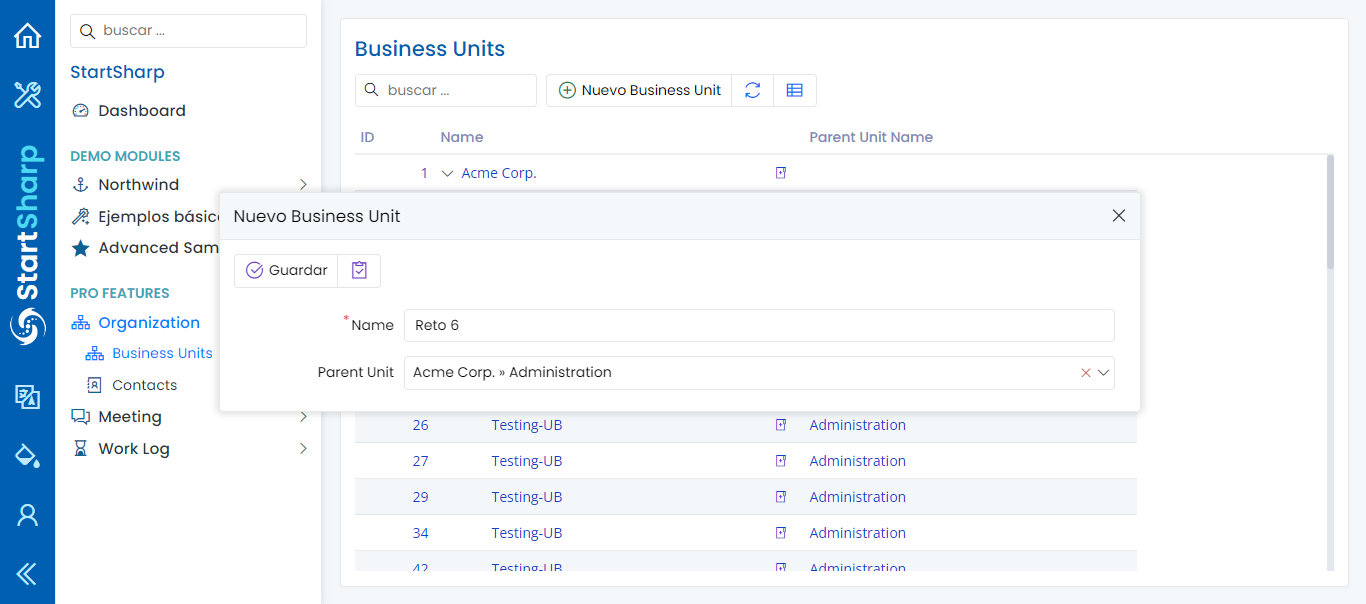 StartSharp
buscar ...
StartSharp
Dashboard
DEMO MODULES
Northwind
Ejemplos básic
Advanced Sam
PRO FEATURES
Organization
Business Units
Contacts
Meeting
Work Log
Business Units
buscar ...
Nuevo Business Unit
ID Name Parent Unit Name
1 Acme Corp.
Nuevo Business Unit
Guardar
*Name Reto 6
Parent Unit Acme Corp. » Administration
26 Testing-UB Administration
27 Testing-UB Administration
29 Testing-UB Administration
34 Testing-UB Administration
42 Testing-UB Administration